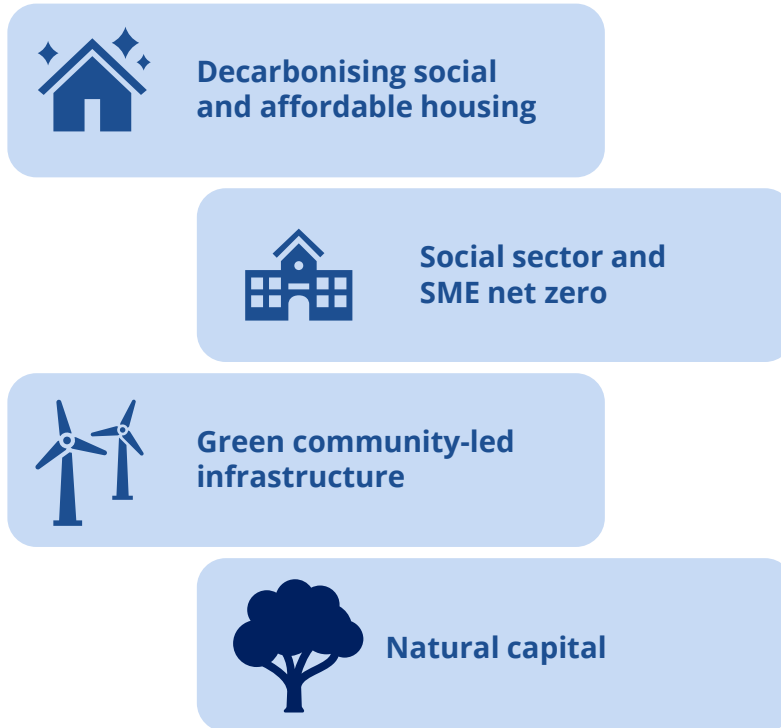 Decarbonising social
and affordable housing
Social sector and
SME net zero
Green community-led
infrastructure
Natural capital